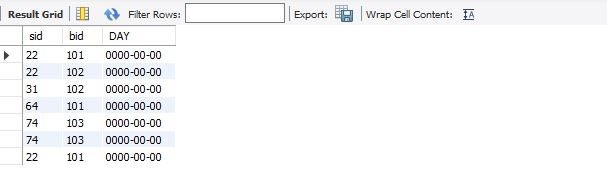 Result Grid Filter Rows: Export: Wrap Cell Content:
sid bid DAY
22 101 0000-00-00
22 102 0000-00-00
31 102 0000-00-00
64 101 0000-00-00
74 103 0000-00-00
74 103 0000-00-00
22 101 0000-00-00